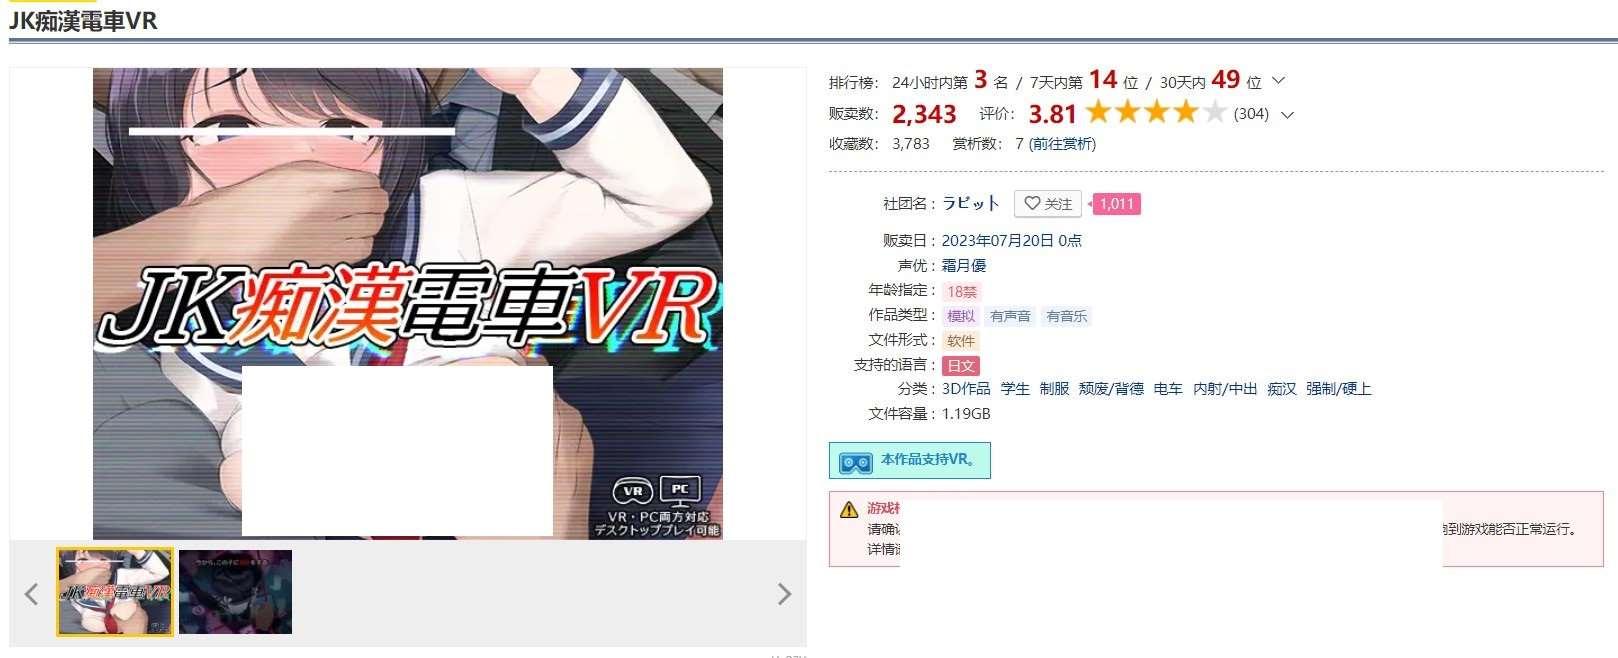 JK痴漢電車VR
JK痴漢電車VR
VR PC
VR・PC両方対応
デスクトッププレイ可能
排行榜： 24小时内第 3 名 / 7天内第 14 位 / 30天内 49 位
贩卖数： 2,343 评价： 3.81 (304)
收藏数： 3,783 赏析数： 7 (前往赏析)
社团名： ラビット 关注 1,011
贩卖日： 2023年07月20日 0点
声优： 霜月優
年龄指定： 18禁
作品类型： 模拟 有声音 有音乐
文件形式： 软件
支持的语言： 日文
分类： 3D作品 学生 制服 颓废/背德 电车 内射/中出 痴汉 强制/硬上
文件容量： 1.19GB
本作品支持VR。
游戏
请确 到游戏能否正常运行。
详情
JK痴漢電車VR